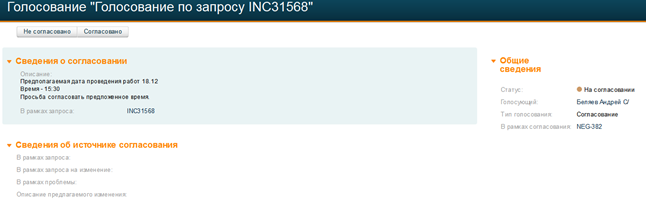 Голосование "Голосование по запросу INC31568"
Не согласовано Согласовано
Сведения о согласовании
Описание:
Предполагаемая дата проведения работ 18.12
Время - 15:30
Просьба согласовать предложенное время.
В рамках запроса: INC31568
Сведения об источнике согласования
В рамках запроса:
В рамках запроса на изменение:
В рамках проблемы:
Описание предлагаемого изменения:
Общие
сведения
Статус: На согласовании
Голосующий: Беляев Андрей С/
Тип голосования: Согласование
В рамках согласования: NEG-382